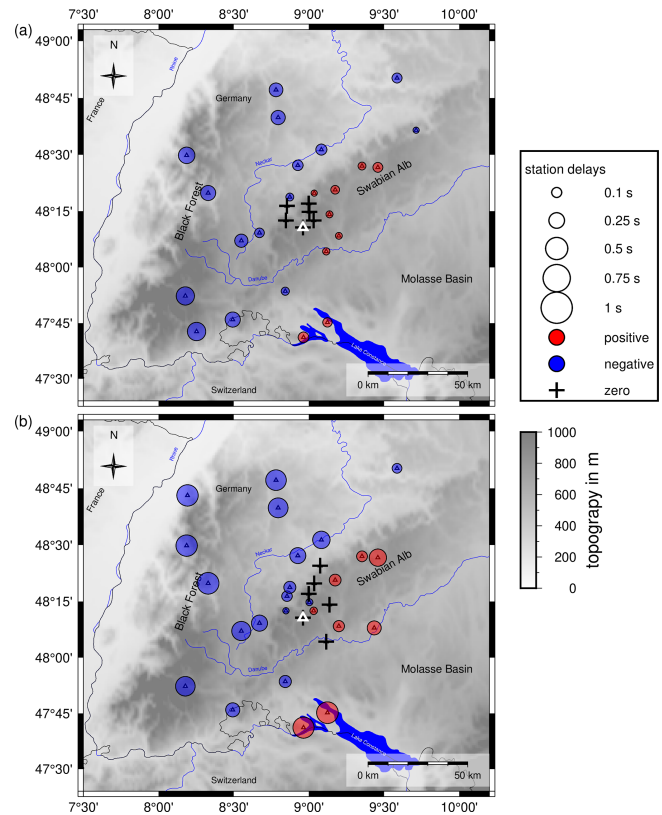 7°30' 8°00' 8°30' 9°00' 9°30' 10°00'
(a)
49°00'
48°45'
48°30'
48°15'
48°00'
47°45'
47°30'
N
France
Rhine
Germany
Neckar
Swabian Alb
Black Forest
Danube
Molasse Basin
Lake Constance
Switzerland
0 km 50 km
station delays
0.1 s
0.25 s
0.5 s
0.75 s
1 s
positive
negative
zero
(b)
49°00'
48°45'
48°30'
48°15'
48°00'
47°45'
47°30'
N
France
Rhine
Germany
Neckar
Swabian Alb
Black Forest
Danube
Molasse Basin
Lake Constance
Switzerland
0 km 50 km
7°30' 8°00' 8°30' 9°00' 9°30' 10°00'
1000
800
600
400
200
0
topograpy in m